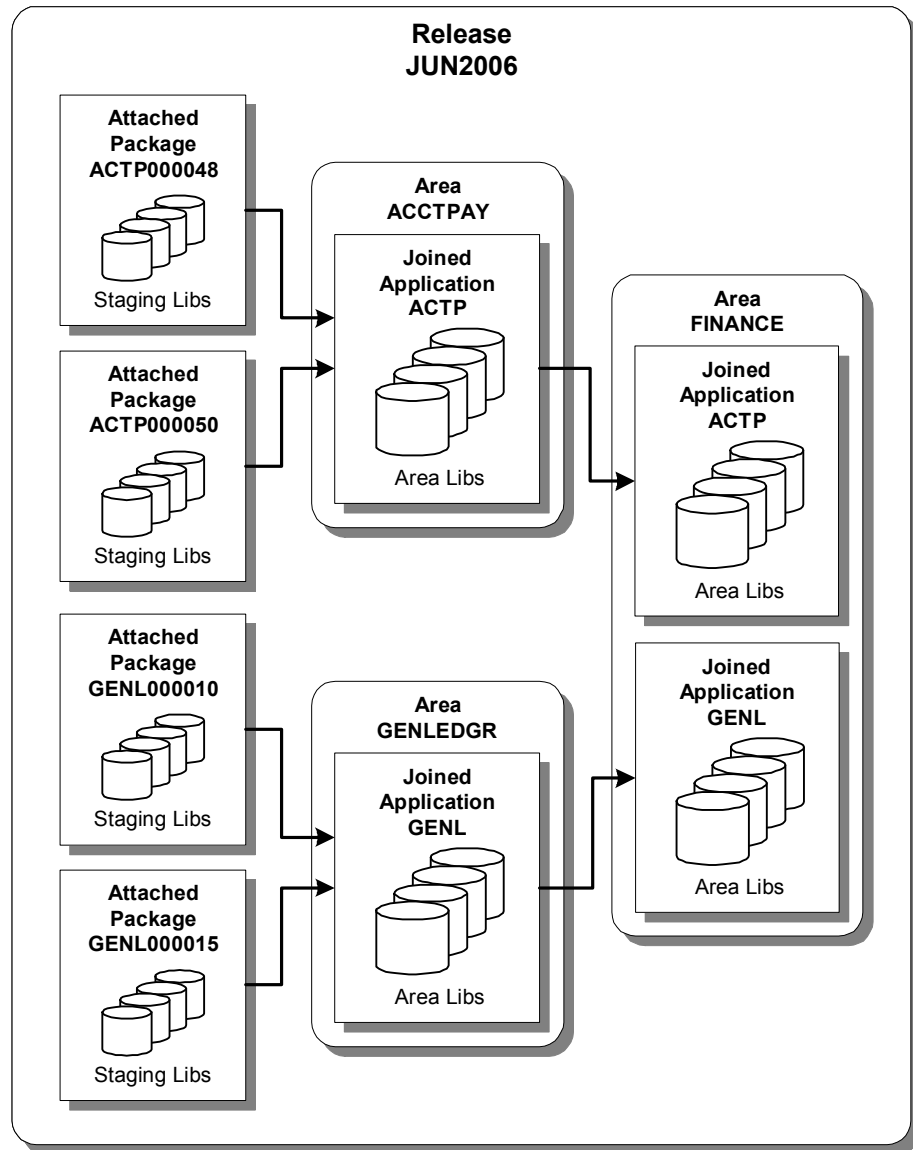 Release
JUN2006
Attached
Package
ACTP000048
Staging Libs
Attached
Package
ACTP000050
Staging Libs
Attached
Package
GENL000010
Staging Libs
Attached
Package
GENL000015
Staging Libs
Area
ACCTPAY
Joined
Application
ACTP
Area Libs
Area
GENLEDGR
Joined
Application
GENL
Area Libs
Area
FINANCE
Joined
Application
ACTP
Area Libs
Joined
Application
GENL
Area Libs